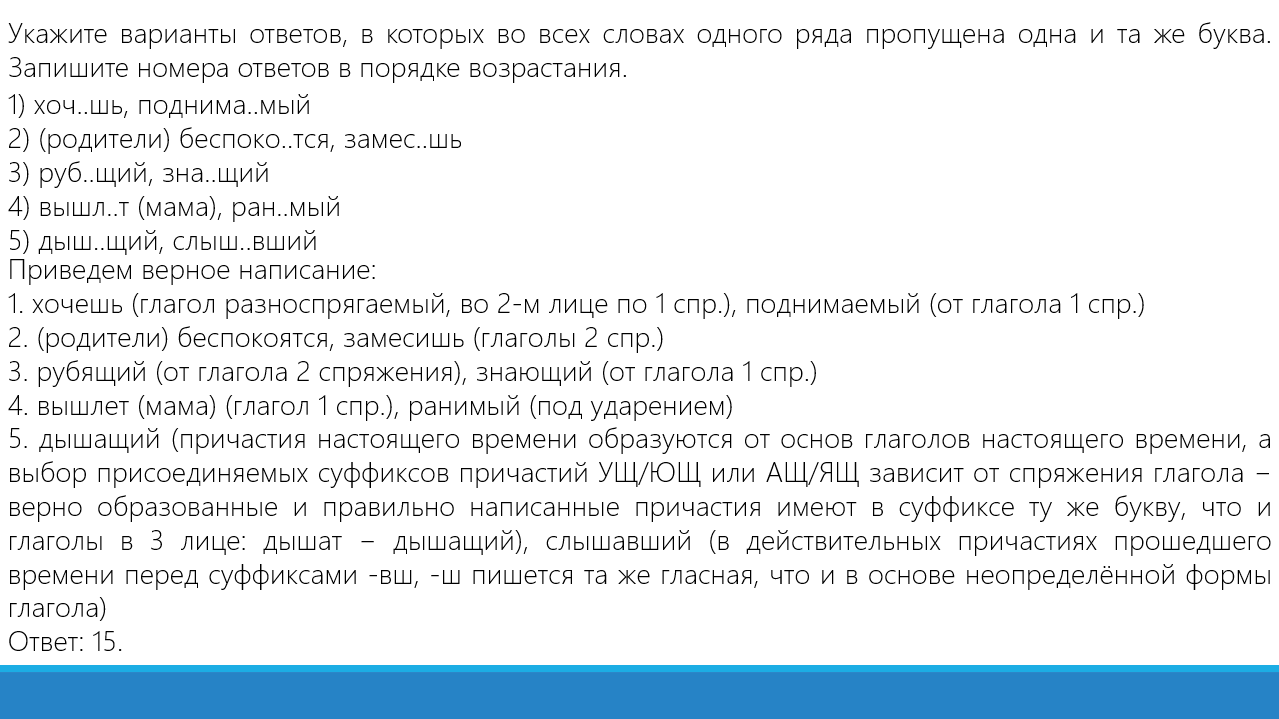 Укажите варианты ответов, в которых во всех словах одного ряда пропущена одна и та же буква.
Запишите номера ответов в порядке возрастания.
1) хоч..шь, поднима..мый
2) (родители) беспоко..тся, замес..шь
3) руб..щий, зна..щий
4) вышл..т (мама), ран..мый
5) дыш..щий, слыш..вший
Приведем верное написание:
1. хочешь (глагол разноспрягаемый, во 2-м лице по 1 спр.), поднимаемый (от глагола 1 спр.)
2. (родители) беспокоятся, замесишь (глаголы 2 спр.)
3. рубящий (от глагола 2 спряжения), знающий (от глагола 1 спр.)
4. вышлет (мама) (глагол 1 спр.), ранимый (под ударением)
5. дышащий (причастия настоящего времени образуются от основ глаголов настоящего времени, а
выбор присоединяемых суффиксов причастий УЩ/ЮЩ или АЩ/ЯЩ зависит от спряжения глагола –
верно образованные и правильно написанные причастия имеют в суффиксе ту же букву, что и
глаголы в 3 лице: дышат – дышащий), слышавший (в действительных причастиях прошедшего
времени перед суффиксами -вш, -ш пишется та же гласная, что и в основе неопределённой формы
глагола)
Ответ: 15.